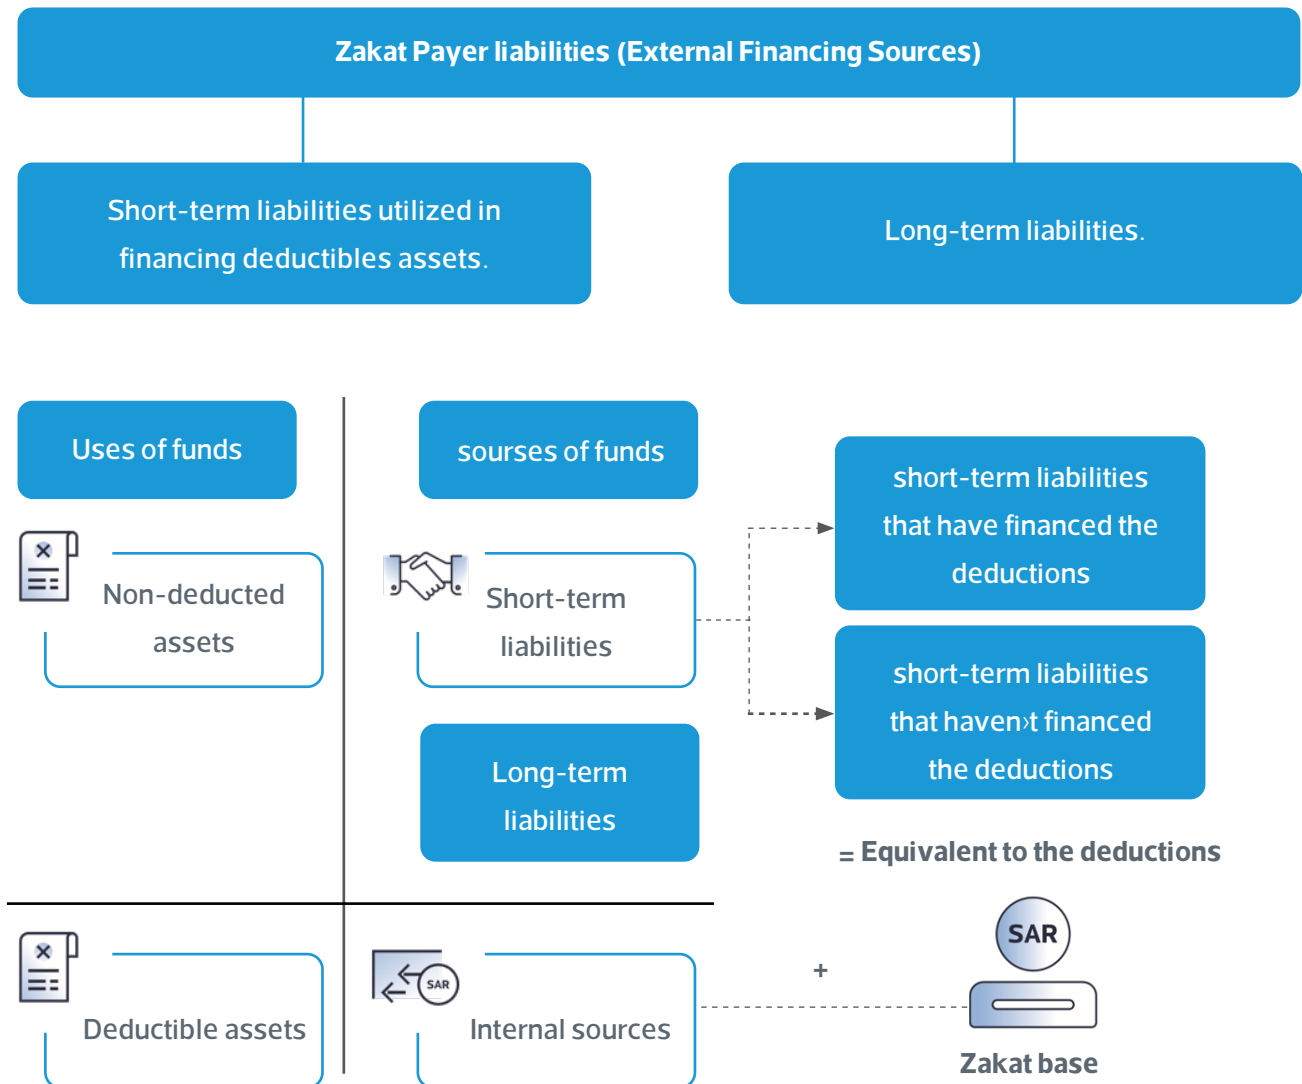 Zakat Payer liabilities (External Financing Sources)
Short-term liabilities utilized in
financing deductibles assets.
Long-term liabilities.
Uses of funds
sourses of funds
short-term liabilities
that have financed the
deductions
Non-deducted
assets
Short-term
liabilities
short-term liabilities
that haven›t financed
the deductions
Long-term
liabilities
= Equivalent to the deductions
SAR
SAR
+
Deductible assets
Internal sources
Zakat base